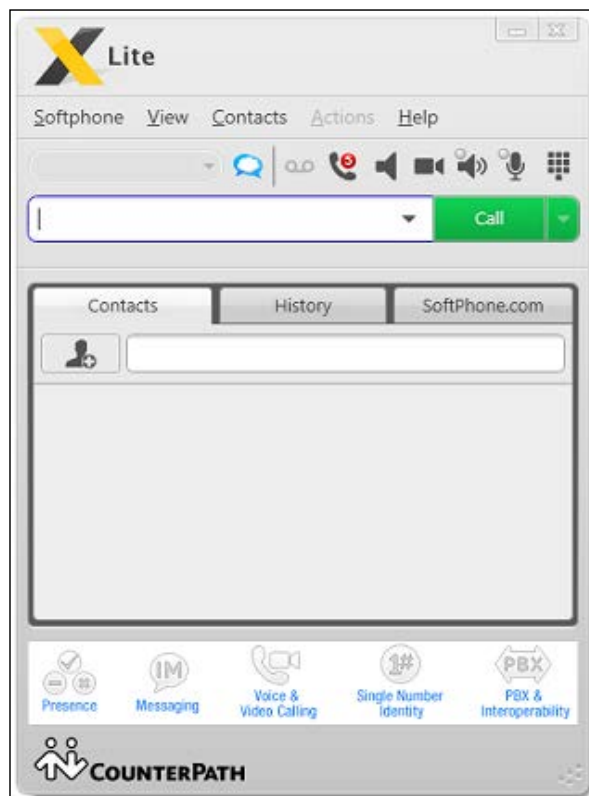 X Lite
Softphone View Contacts Actions Help
3
Call
Contacts History SoftPhone.com
IM 1# PBX
Presence Messaging Voice & Video Calling Single Number Identity PBX & Interoperability
COUNTERPATH